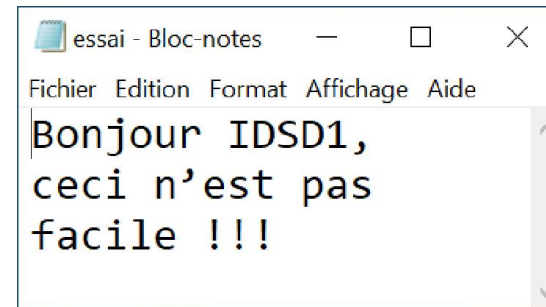 essai - Bloc-notes
Fichier Edition Format Affichage Aide
Bonjour IDSD1,
ceci n’est pas
facile !!!